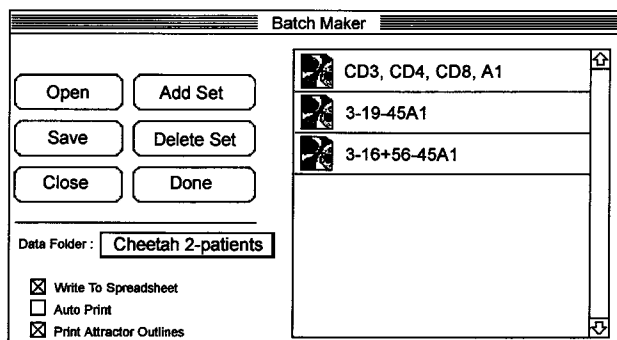 Batch Maker
Open
Add Set
Save
Delete Set
Close
Done
Data Folder : Cheetah 2-patients
Write To Spreadsheet
Auto Print
Print Attractor Outlines
CD3, CD4, CD8, A1
3-19-45A1
3-16+56-45A1